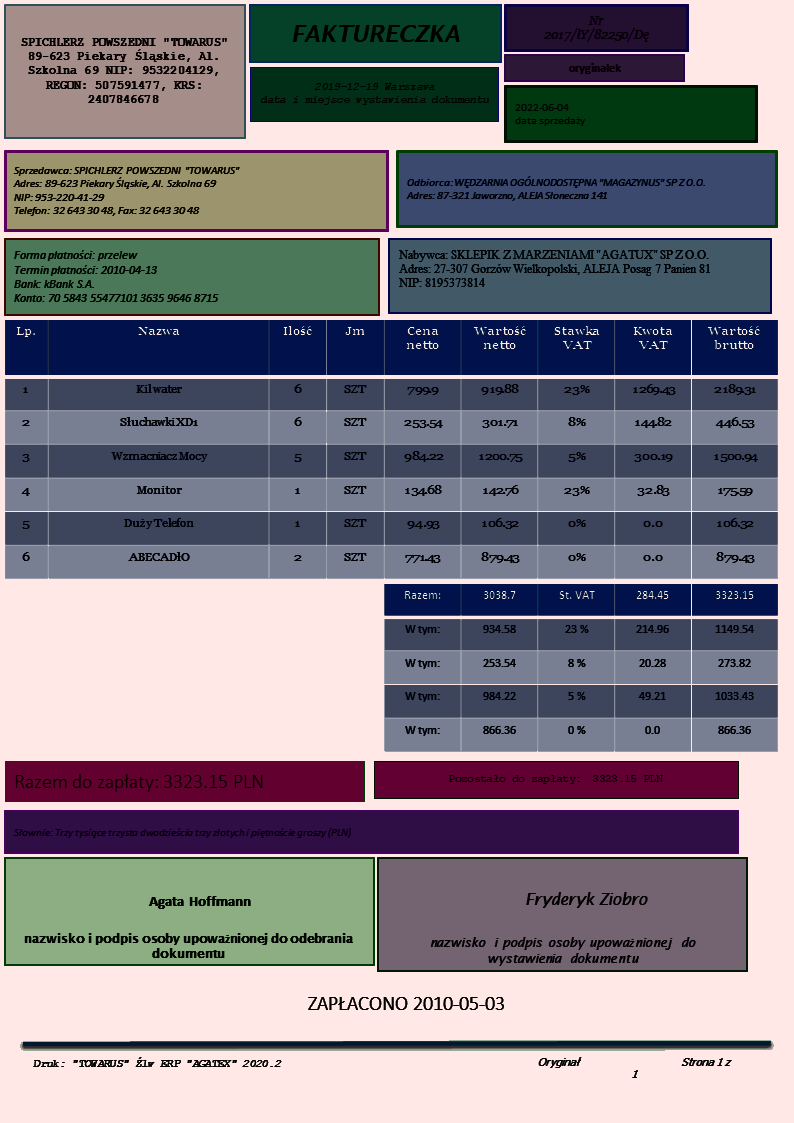 SPICHLERZ POWSZEDNI "TOWARUS"
89-623 Piekary Śląskie, Al.
Szkolna 69 NIP: 9532204129,
REGON: 507591477, KRS:
2407846678
FAKTURECZKA
2019-12-19 Warszawa
data i miejsce wystawienia dokumentu
Nr
2017/IY/82250/Dę
oryginałek
2022-06-04
data sprzedaży
Sprzedawca: SPICHLERZ POWSZEDNI "TOWARUS"
Adres: 89-623 Piekary Śląskie, Al. Szkolna 69
NIP: 953-220-41-29
Telefon: 32 643 30 48, Fax: 32 643 30 48
Odbiorca: WĘDZARNIA OGÓLNODOSTĘPNA "MAGAZYNUS" SP Z O.O.
Adres: 87-321 Jaworzno, ALEJA Słoneczna 141
Forma płatności: przelew
Termin płatności: 2010-04-13
Bank: kBank S.A.
Konto: 70 5843 55477101 3635 9646 8715
Nabywca: SKLEPIK Z MARZENIAMI "AGATUX" SP Z O.O.
Adres: 27-307 Gorzów Wielkopolski, ALEJA Posag 7 Panien 81
NIP: 8195373814
Lp. Nazwa Ilość Jm Cena netto Wartość netto Stawka VAT Kwota VAT Wartość brutto
1 Kilwater 6 SZT 799.9 919.88 23% 1269.43 2189.31
2 Słuchawki XD1 6 SZT 253.54 301.71 8% 144.82 446.53
3 Wzmacniacz Mocy 5 SZT 984.22 1200.75 5% 300.19 1500.94
4 Monitor 1 SZT 134.68 142.76 23% 32.83 175.59
5 Duży Telefon 1 SZT 94.93 106.32 0% 0.0 106.32
6 ABECADŁO 2 SZT 771.43 879.43 0% 0.0 879.43
Razem: 3038.7 St. VAT 284.45 3323.15
W tym: 934.58 23 % 214.96 1149.54
W tym: 253.54 8 % 20.28 273.82
W tym: 984.22 5 % 49.21 1033.43
W tym: 866.36 0 % 0.0 866.36
Razem do zapłaty: 3323.15 PLN
Pozostało do zapłaty: 3323.15 PLN
Słownie: Trzy tysiące trzysta dwadzieścia trzy złotych i piętnaście groszy (PLN)
Agata Hoffmann
nazwisko i podpis osoby upoważnionej do odebrania
dokumentu
Fryderyk Ziobro
nazwisko i podpis osoby upoważnionej do
wystawienia dokumentu
ZAPŁACONO 2010-05-03
Druk: "TOWARUS" Źlw ERP "AGATEX" 2020.2 Oryginał Strona 1 z
1